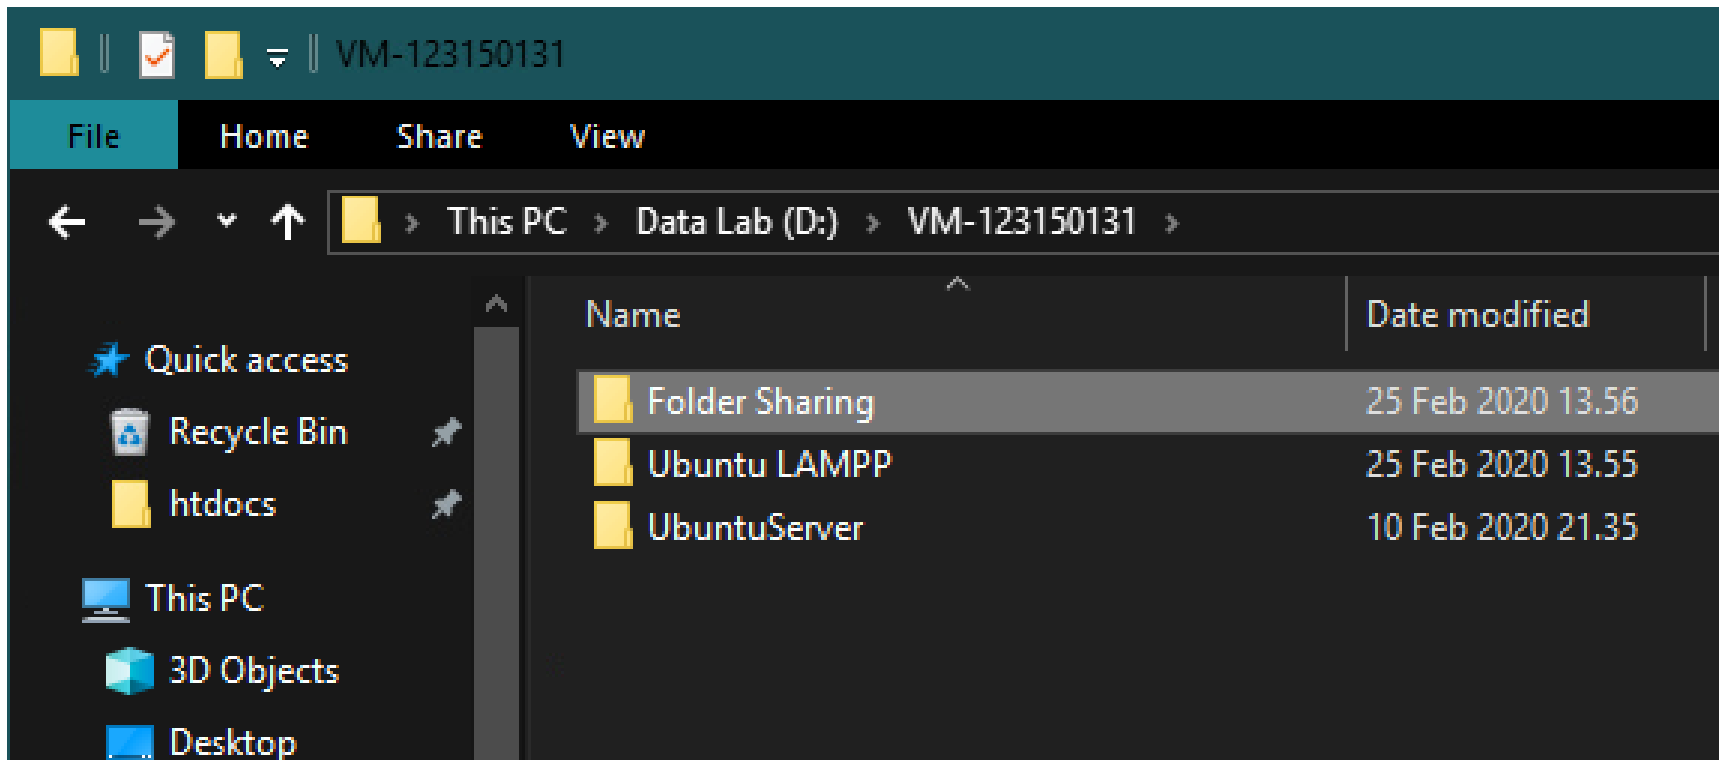 VM-123150131
File Home Share View
This PC > Data Lab (D:) > VM-123150131 >
Name Date modified
Quick access
Recycle Bin
htdocs
This PC
3D Objects
Desktop
Folder Sharing 25 Feb 2020 13.56
Ubuntu LAMPP 25 Feb 2020 13.55
UbuntuServer 10 Feb 2020 21.35